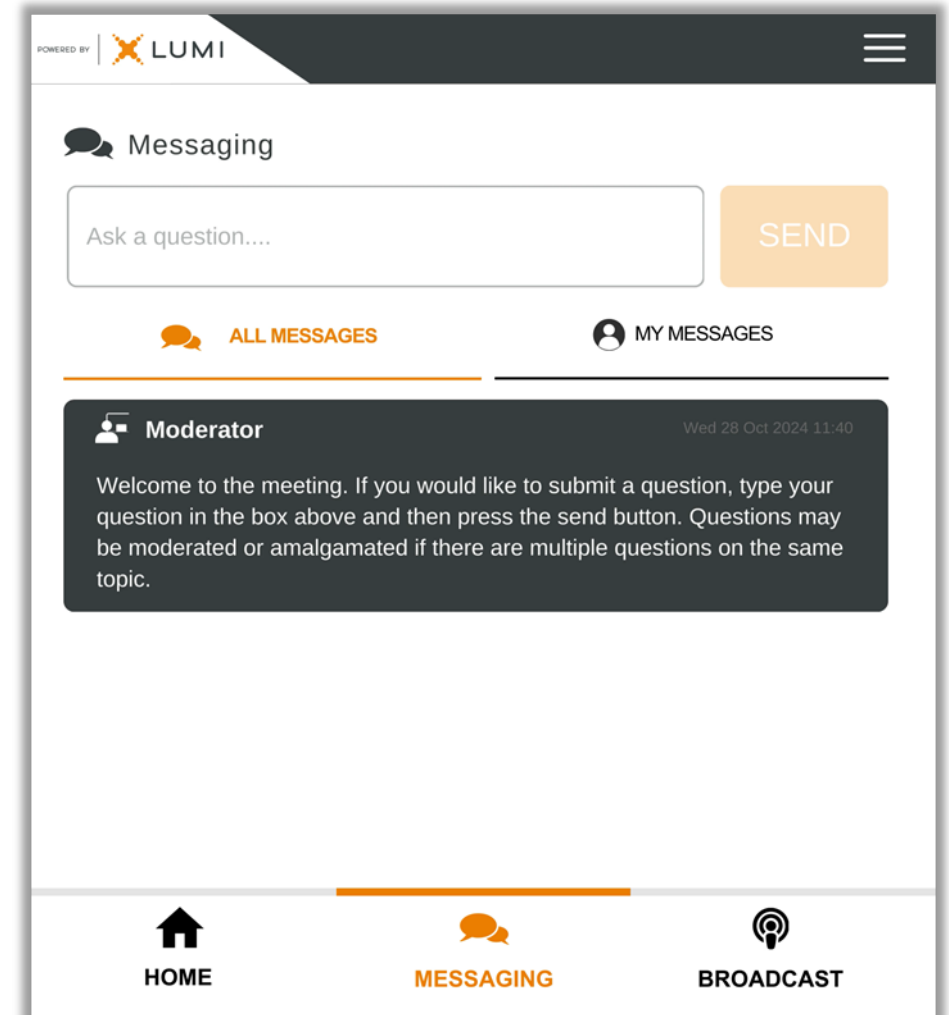 POWERED BY LUMI
Messaging
Ask a question....
SEND
ALL MESSAGES
MY MESSAGES
Moderator
Wed 28 Oct 2024 11:40
Welcome to the meeting. If you would like to submit a question, type your
question in the box above and then press the send button. Questions may
be moderated or amalgamated if there are multiple questions on the same
topic.
HOME
MESSAGING
BROADCAST